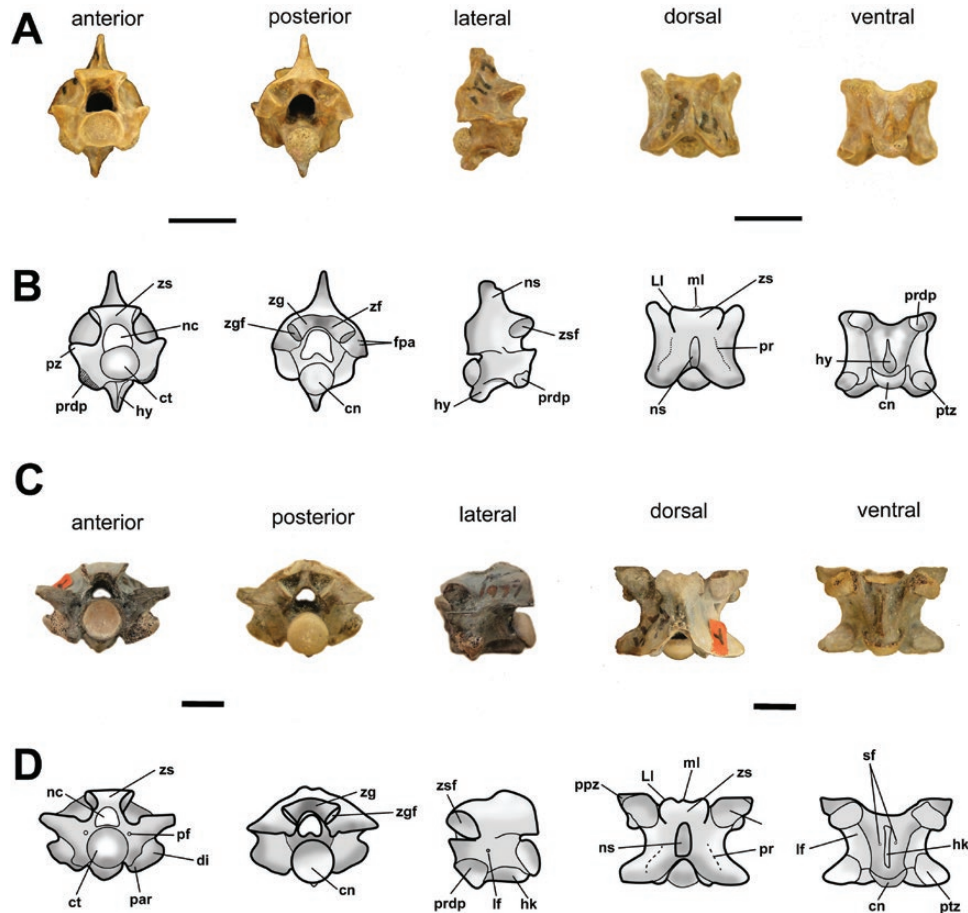 A
anterior posterior lateral dorsal ventral
B
zs
nc
pz
prdp
hy
ct
zg
zf
zgf
fpa
cn
ns
zsf
hy
prdp
Ll
ml
zs
pr
ns
prdp
hy
cn
ptz
C
anterior posterior lateral dorsal ventral
D
zs
nc
pf
di
ct
par
zg
zgf
cn
zsf
prdp
lf
hk
ppz
Ll
ml
zs
ns
pr
sf
lf
hk
cn
ptz